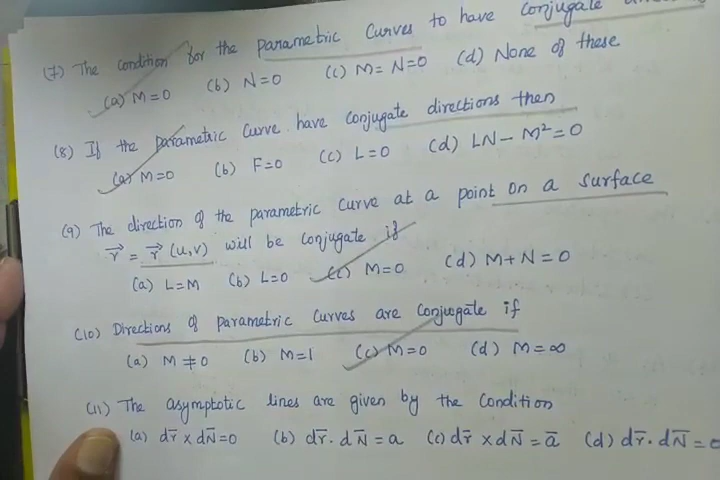 (7) The condition for the parametric Curves to have Conjugate
(a) M=0 (b) N=0 (c) M= N=0 (d) None of these
(8) If the parametric Curve have Conjugate directions then
(a) M=0 (b) F=0 (c) L=0 (d) LN-M²=0
(9) The direction of the parametric Curve at a point on a surface
r⃗ = r⃗ (u,v) will be Conjugate if
(a) L=M (b) L=0 (c) M=0 (d) M+N=0
(10) Directions of parametric Curves are Conjugate if
(a) M≠0 (b) M=1 (c) M=0 (d) M=∞
(11) The asymptotic lines are given by the Condition
(a) dr̅ × dN̅=0 (b) dr̅ . dN̅ = a (c) dr̅ × dN̅ = a̅ (d) dr̅ . dN̅ =